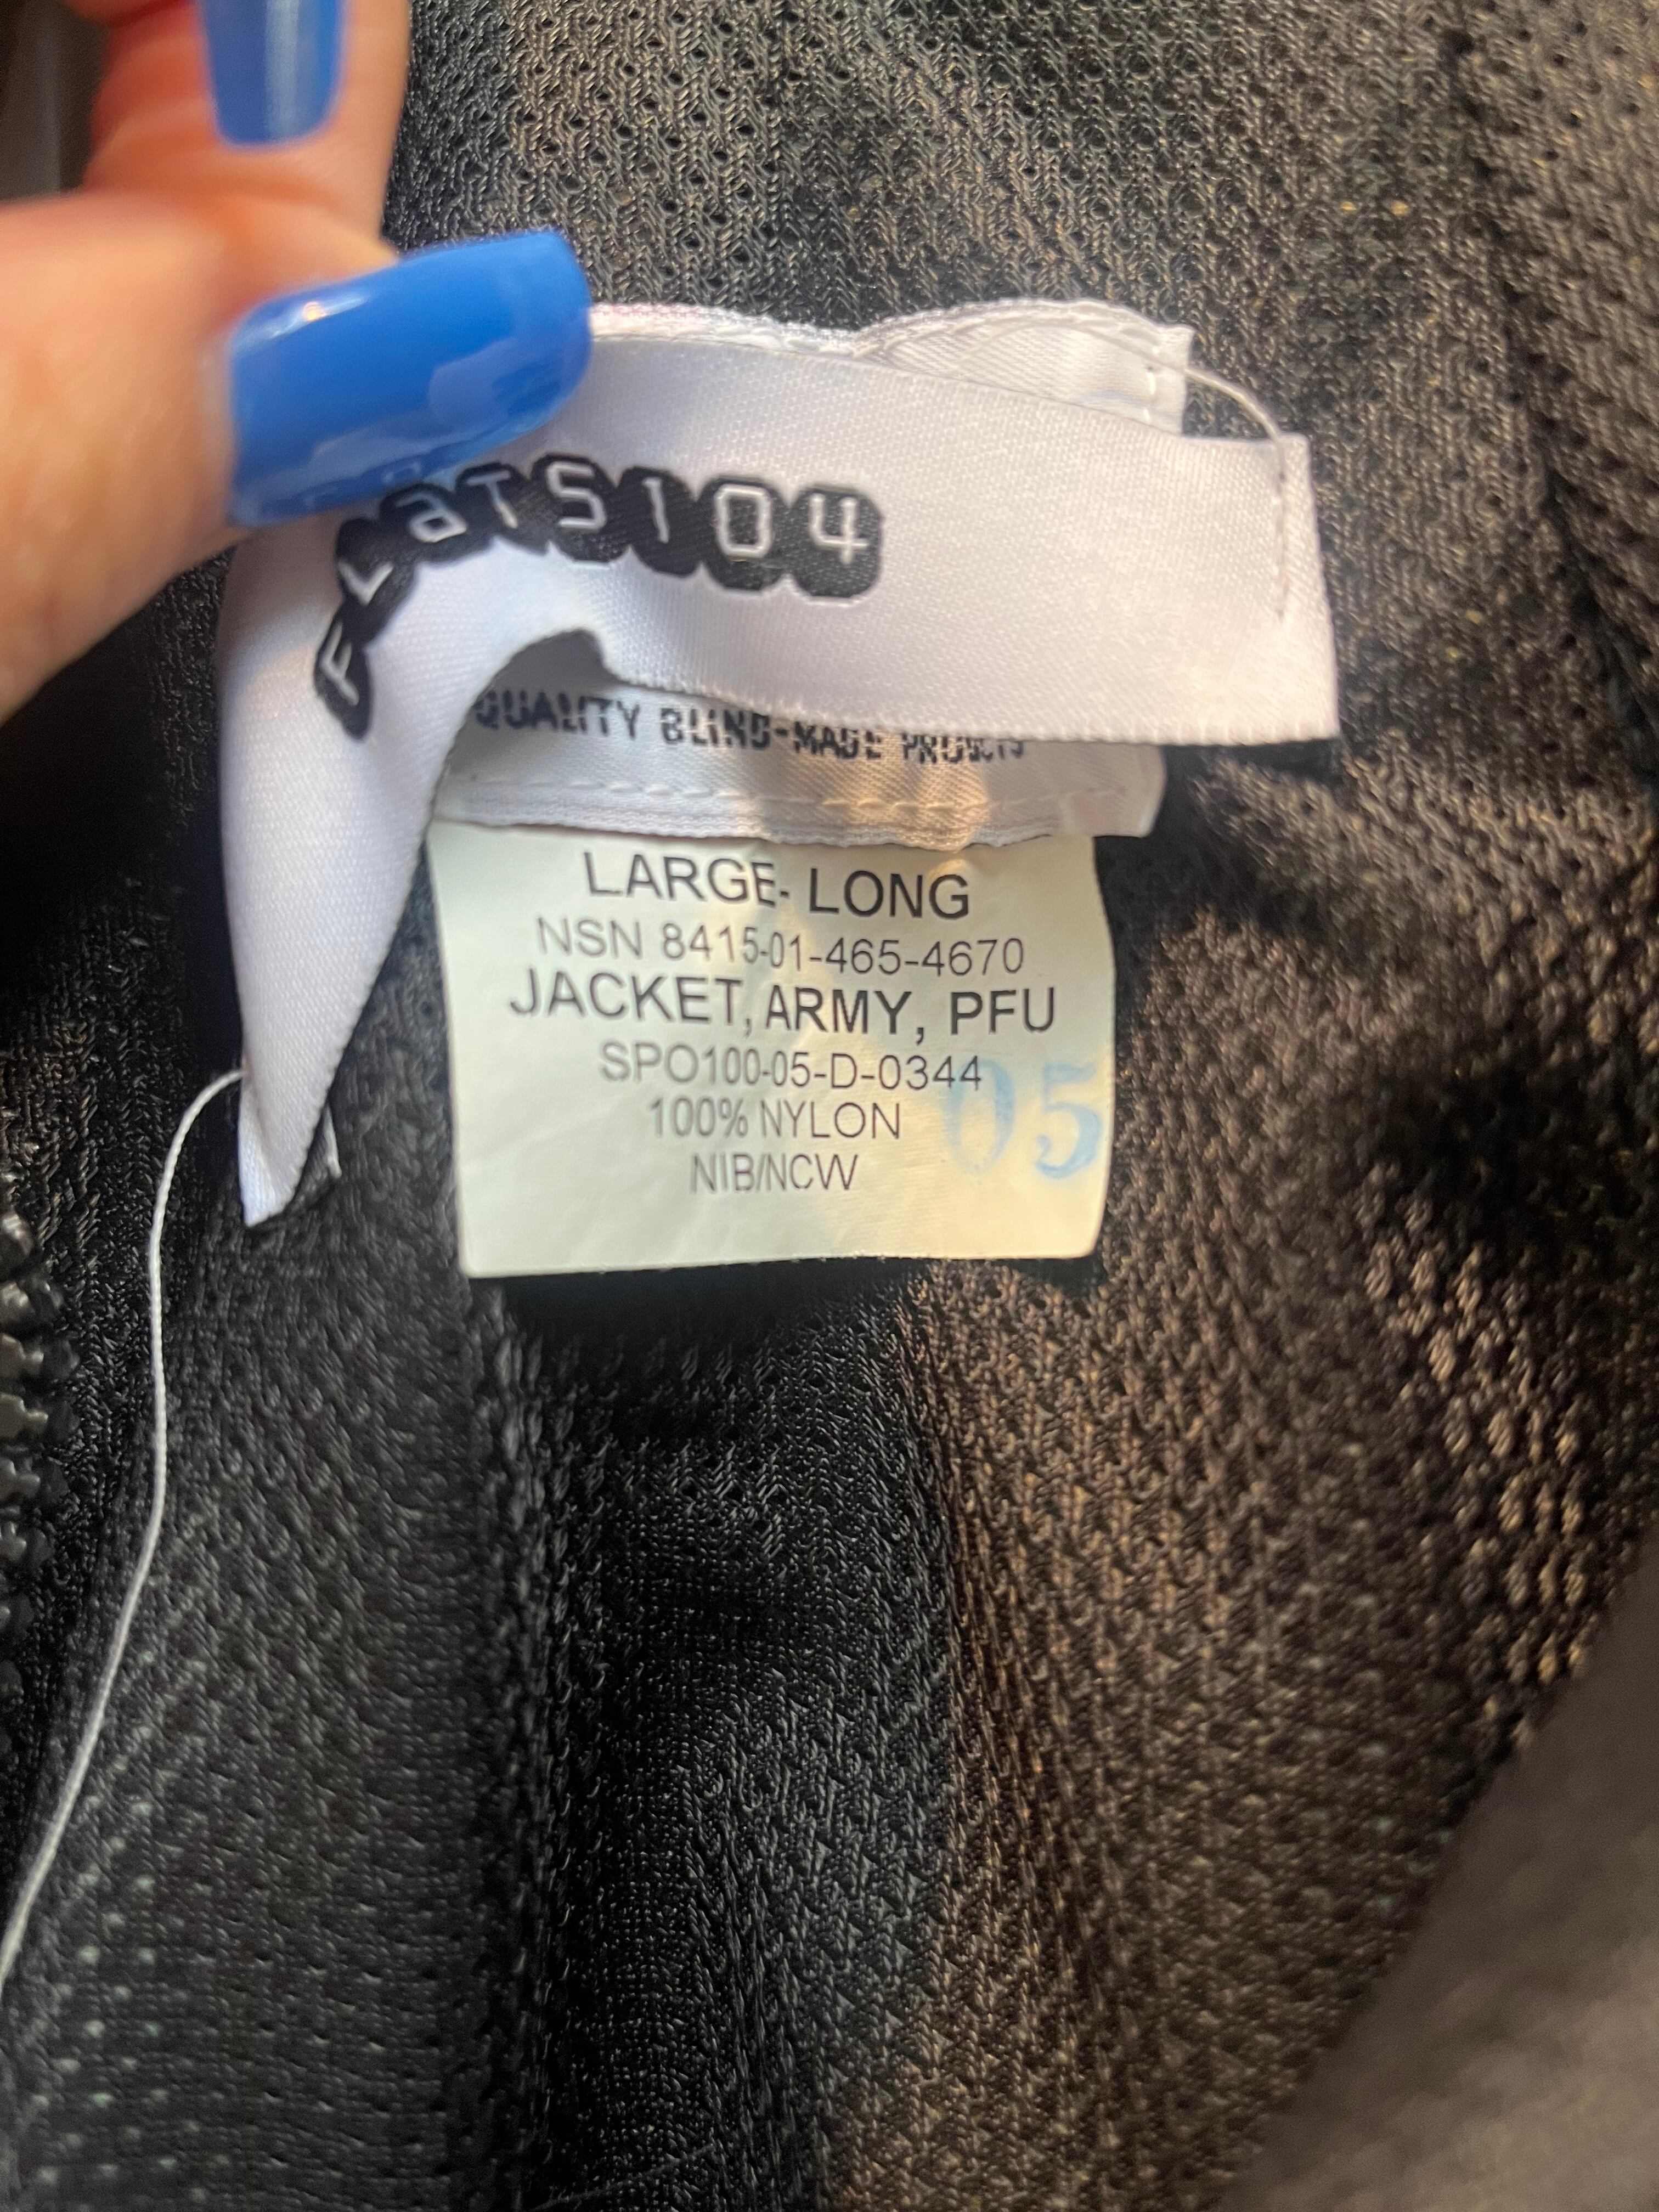 FLaTS104
QUALITY BLIND-MADE PRODUCTS
LARGE- LONG
NSN 8415-01-465-4670
JACKET, ARMY, PFU
SPO100-05-D-0344
100% NYLON
NIB/NCW
05